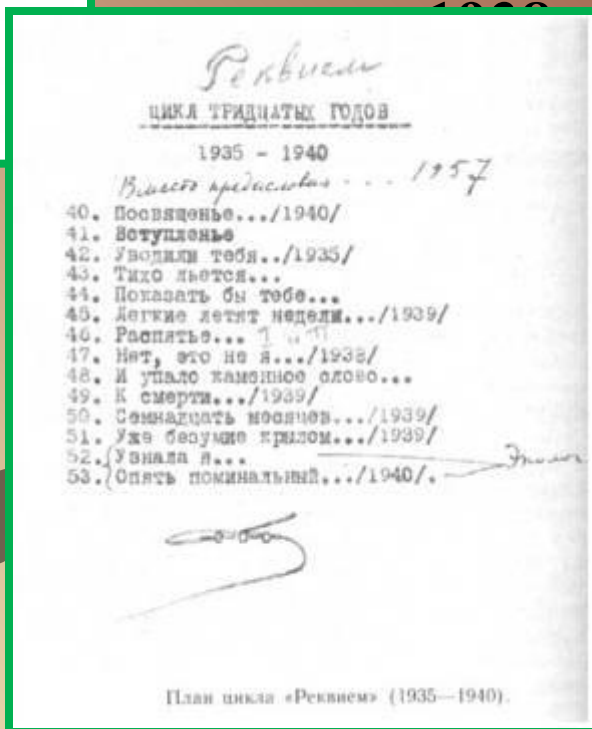 Реквием
ЦИКЛ ТРИДЦАТЫХ ГОДОВ
1935 - 1940
Вместо предисловия . . . 1957
40. Посвященье.../1940/
41. Вступленье
42. Уводили тебя../1935/
43. Тихо льется...
44. Показать бы тебе...
45. Легкие летят недели.../1939/
46. Распятье... I и II
47. Нет, это не я.../1938/
48. И упало каменное слово...
49. К смерти.../1939/
50. Семнадцать месяцев.../1939/
51. Уже безумие крылом.../1939/
52. Узнала я...
53. Опять поминальный.../1940/. Эпилог
План цикла «Реквием» (1935—1940).